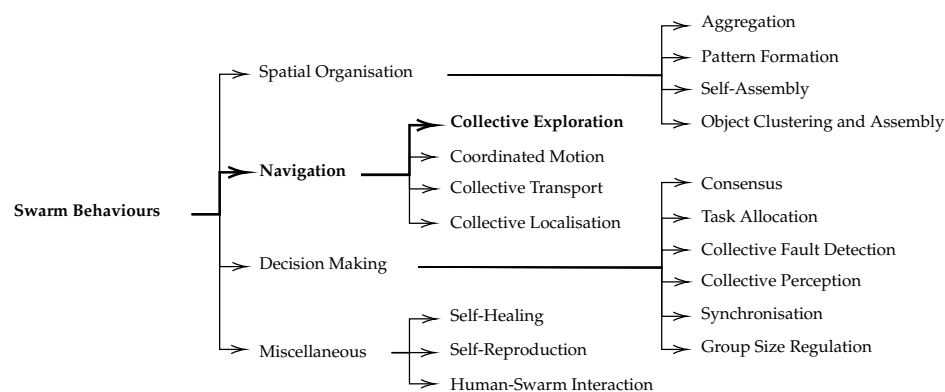 Swarm Behaviours
Spatial Organisation
Aggregation
Pattern Formation
Self-Assembly
Object Clustering and Assembly
Navigation
Collective Exploration
Coordinated Motion
Collective Transport
Collective Localisation
Decision Making
Consensus
Task Allocation
Collective Fault Detection
Collective Perception
Synchronisation
Group Size Regulation
Miscellaneous
Self-Healing
Self-Reproduction
Human-Swarm Interaction